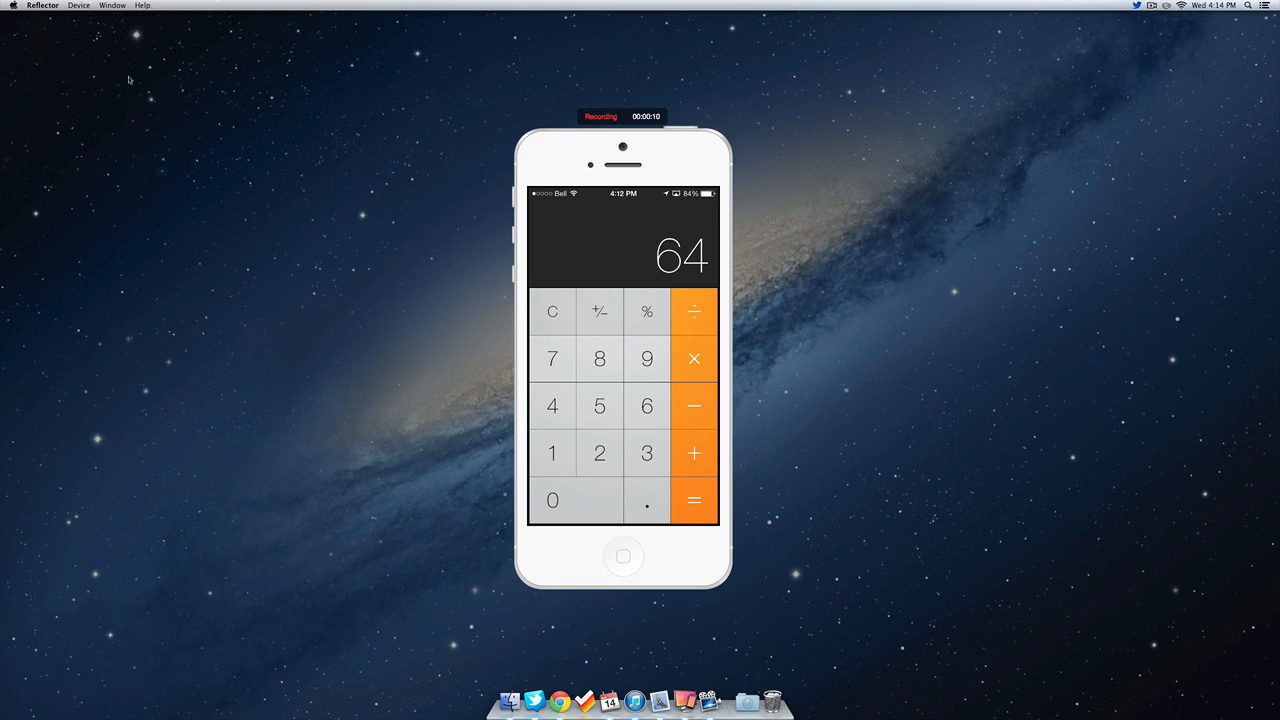 Reflector Device Window Help Wed 4:14 PM
Recording 00:00:10
Bell 4:12 PM 84%
64
C +/− % ÷
7 8 9 ×
4 5 6 −
1 2 3 +
0 . =
14